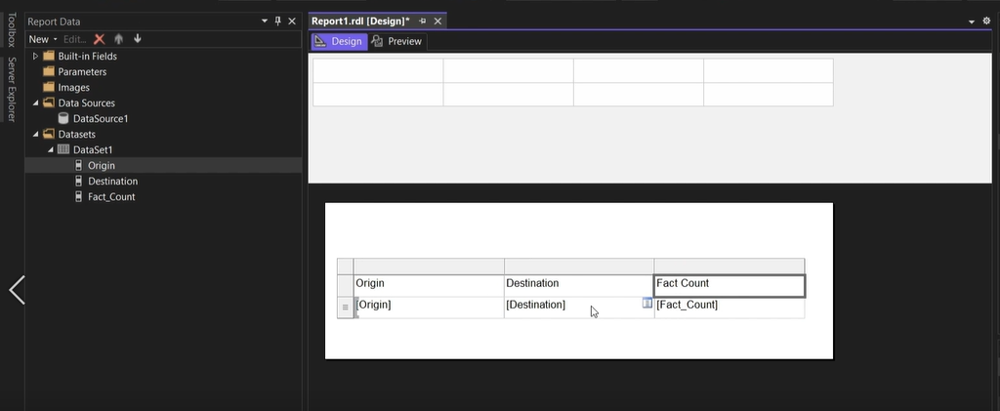 Toolbox
Server Explorer
Report Data
New
Edit...
Built-in Fields
Parameters
Images
Data Sources
DataSource1
Datasets
DataSet1
Origin
Destination
Fact_Count
Report1.rdl [Design]*
Design
Preview
Origin Destination Fact Count
[Origin] [Destination] [Fact_Count]